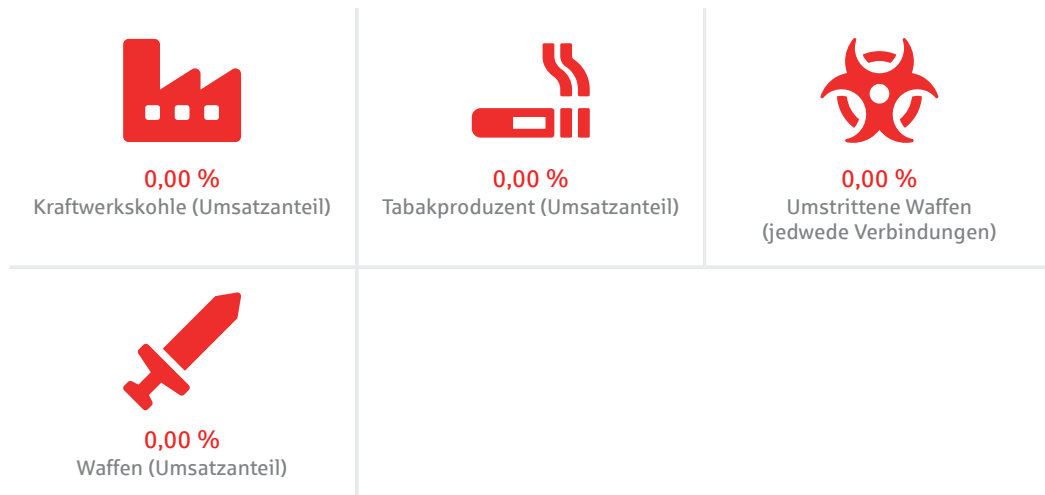 0,00 %
Kraftwerkskohle (Umsatzanteil)
0,00 %
Tabakproduzent (Umsatzanteil)
0,00 %
Umstrittene Waffen
(jedwede Verbindungen)
0,00 %
Waffen (Umsatzanteil)